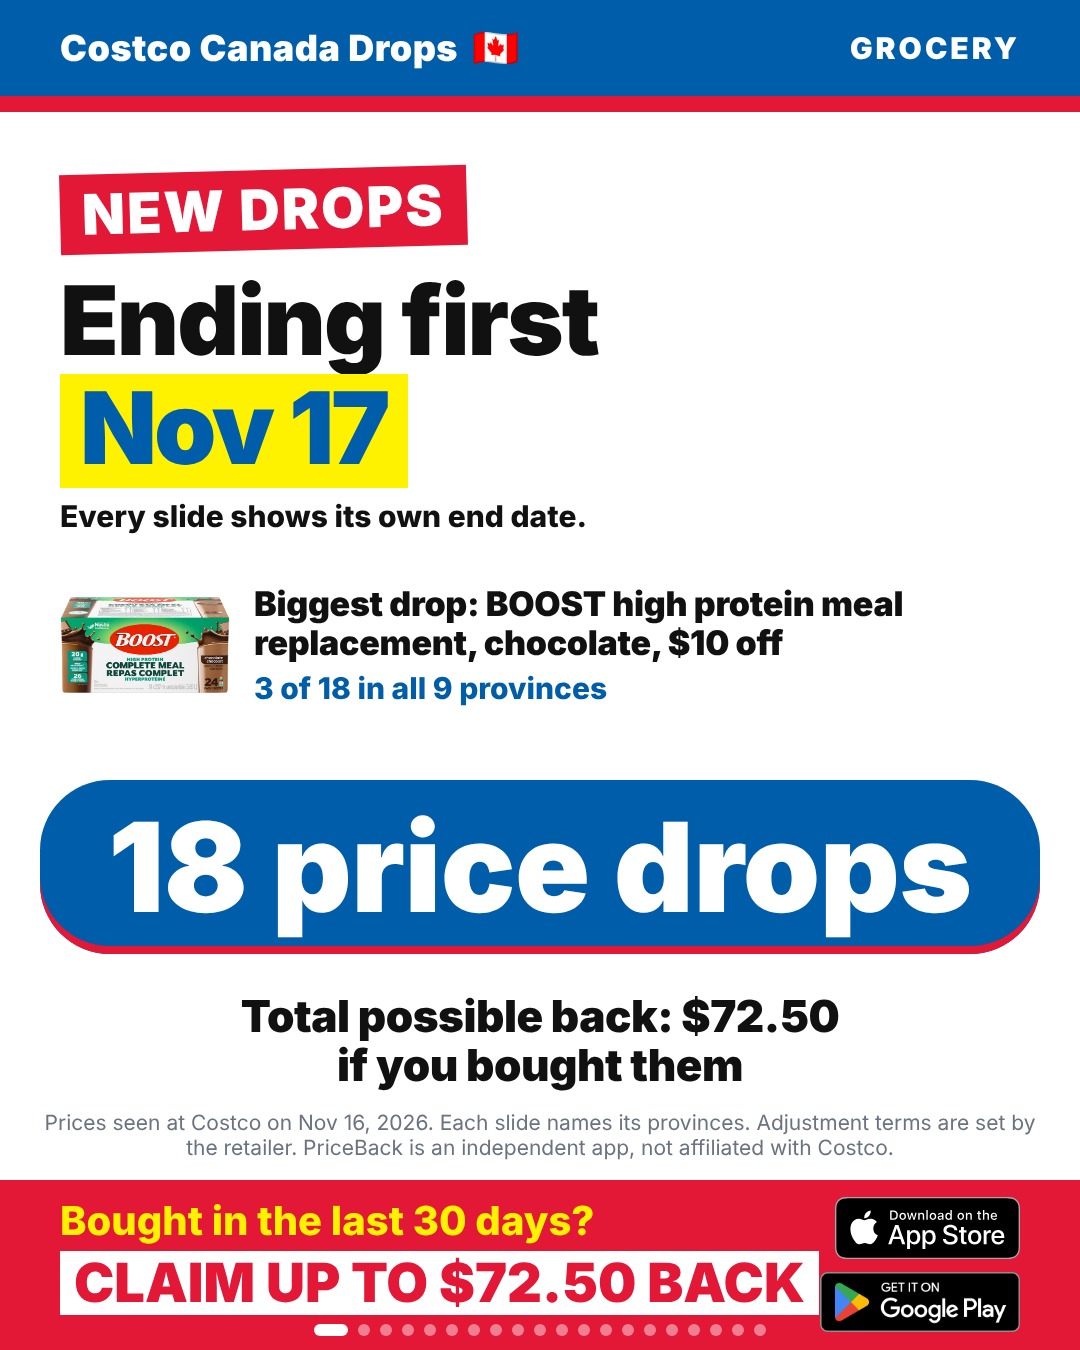 Costco Canada Drops
GROCERY
NEW DROPS
Ending first
Nov 17
Every slide shows its own end date.
BOOST
HIGH PROTEIN
COMPLETE MEAL
REPAS COMPLET
HYPERPROTEINÉ
24
Biggest drop: BOOST high protein meal
replacement, chocolate, $10 off
3 of 18 in all 9 provinces
18 price drops
Total possible back: $72.50
if you bought them
Prices seen at Costco on Nov 16, 2026. Each slide names its provinces. Adjustment terms are set by
the retailer. PriceBack is an independent app, not affiliated with Costco.
Bought in the last 30 days?
CLAIM UP TO $72.50 BACK
Download on the
App Store
GET IT ON
Google Play